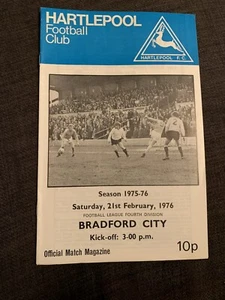 HARTLEPOOL
Football
Club
HARTLEPOOL F.C.
Season 1975-76
Saturday, 21st February, 1976
FOOTBALL LEAGUE FOURTH DIVISION
BRADFORD CITY
Kick-off: 3-00 p.m.
Official Match Magazine
10p